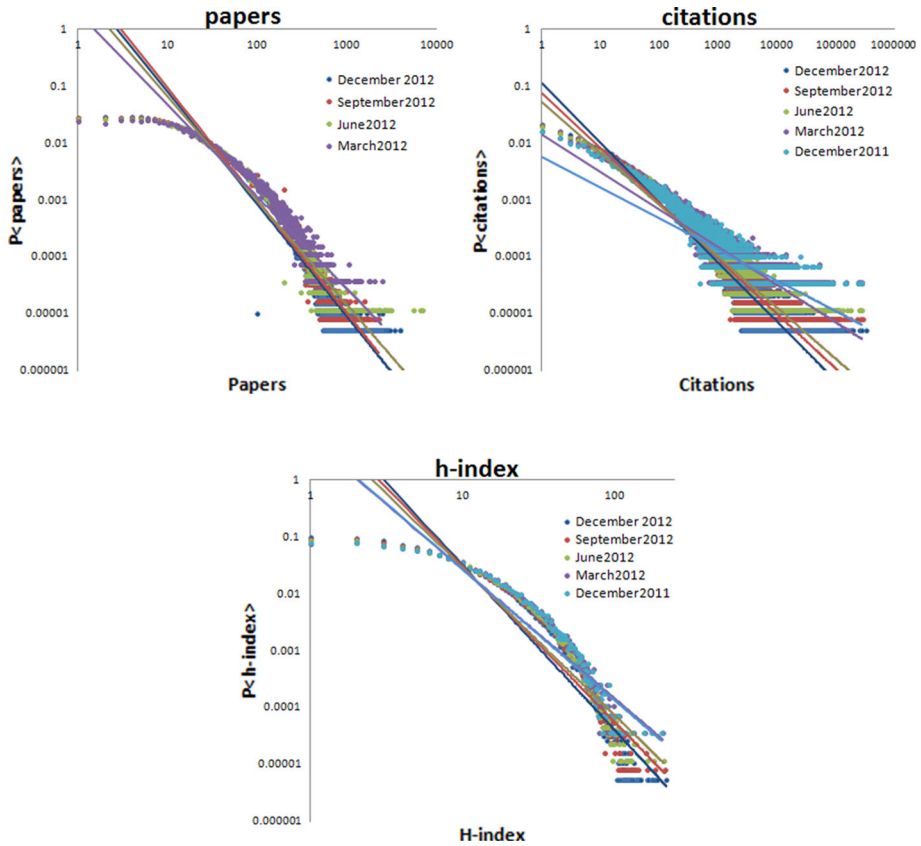 papers
1 10 100 1000 10000
1
0.1
0.01
0.001
0.0001
0.00001
0.000001
P<papers>
December 2012
September2012
June2012
March2012
Papers
citations
1 10 100 1000 10000 100000 1000000
1
0.1
0.01
0.001
0.0001
0.00001
0.000001
P<citations>
December2012
September2012
June2012
March2012
December2011
Citations
h-index
1 10 100
1
0.1
0.01
0.001
0.0001
0.00001
0.000001
P<h-index>
December 2012
September2012
June2012
March2012
December2011
H-index